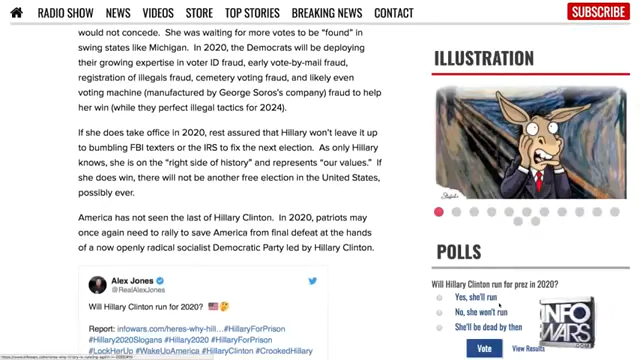 RADIO SHOW NEWS VIDEOS STORE TOP STORIES BREAKING NEWS CONTACT
SUBSCRIBE
would not concede. She was waiting for more votes to be "found" in
swing states like Michigan. In 2020, the Democrats will be deploying
their growing expertise in voter ID fraud, early vote-by-mail fraud,
registration of illegals fraud, cemetery voting fraud, and likely even
voting machine (manufactured by George Soros's company) fraud to help
her win (while they perfect illegal tactics for 2024).
If she does take office in 2020, rest assured that Hillary won't leave it up
to bumbling FBI texters or the IRS to fix the next election. As only Hillary
knows, she is on the "right side of history" and represents "our values." If
she does win, there will not be another free election in the United States,
possibly ever.
America has not seen the last of Hillary Clinton. In 2020, patriots may
once again need to rally to save America from final defeat at the hands
of a now openly radical socialist Democratic Party led by Hillary Clinton.
Alex Jones
@RealAlexJones
Will Hillary Clinton run for 2020?
Report: infowars.com/heres-why-hill... #HillaryForPrison
#Hillary2020Slogans #Hillary2020 #HillaryForPrison
#LockHerUp #WakeUpAmerica #HillaryClinton #CrookedHillary
ILLUSTRATION
POLLS
Will Hillary Clinton run for prez in 2020?
Yes, she'll run
No, she won't run
She'll be dead by then
Vote View Results
INFO
WARS